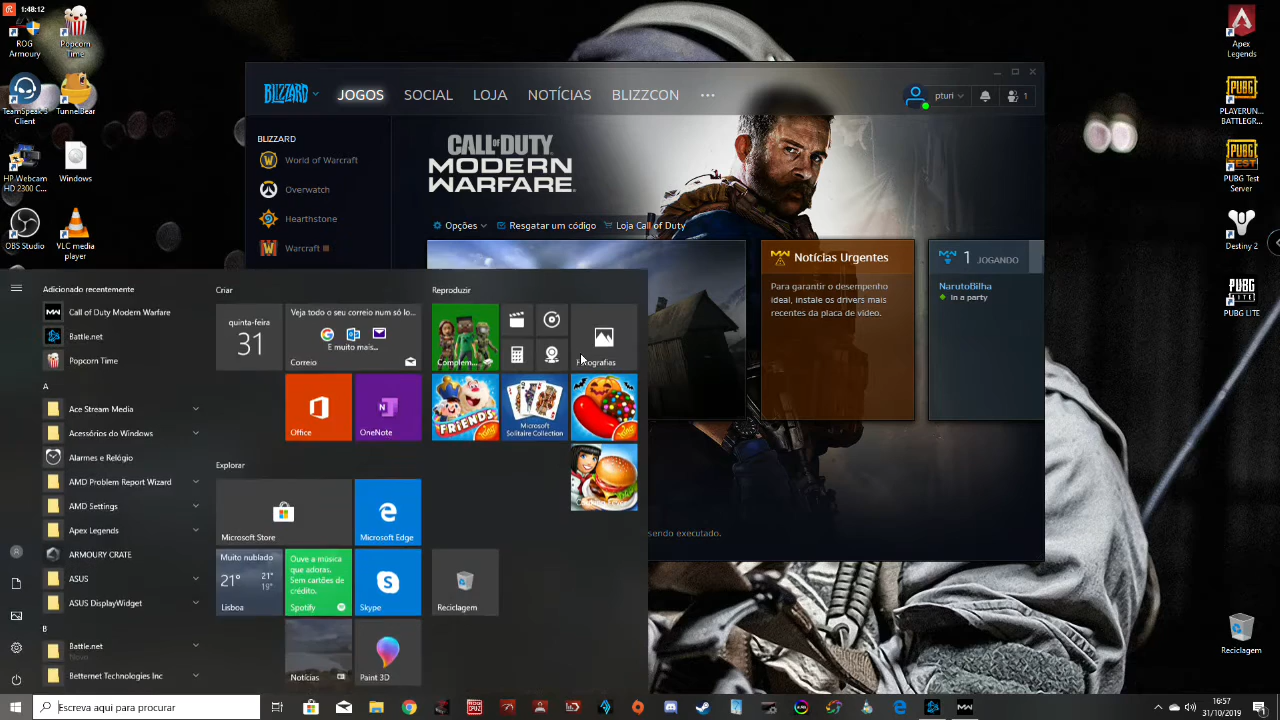 1:48:12
ROG
Armoury
Popcorn
Time
TeamSpeak 3
Client
TunnelBear
HP Webcam
HD 2300 C...
Windows
OBS Studio
VLC media
player
Apex
Legends
PLAYERUN...
BATTLEGR...
PUBG Test
Server
Destiny 2
PUBG LITE
Reciclagem
BLIZZARD
JOGOS
SOCIAL
LOJA
NOTÍCIAS
BLIZZCON
pturi
1
BLIZZARD
World of Warcraft
Overwatch
Hearthstone
Warcraft III
CALL OF DUTY
MODERN
WARFARE
Opções
Resgatar um código
Loja Call of Duty
Notícias Urgentes
Para garantir o desempenho
ideal, instale os drivers mais
recentes da placa de vídeo.
1 JOGANDO
NarutoBilha
In a party
sendo executado.
Adicionado recentemente
Call of Duty Modern Warfare
Battle.net
Popcorn Time
A
Ace Stream Media
Acessórios do Windows
Alarmes e Relógio
AMD Problem Report Wizard
AMD Settings
Apex Legends
ARMOURY CRATE
ASUS
ASUS DisplayWidget
B
Battle.net
Novo
Betternet Technologies Inc
Criar
quinta-feira
31
Veja todo o seu correio num só lo...
E muito mais...
Correio
Office
OneNote
Explorar
Microsoft Store
Microsoft Edge
Muito nublado
21°
21°
19°
Lisboa
Ouve a música
que adoras.
Sem cartões de
crédito.
Spotify
Skype
Notícias
Paint 3D
Reproduzir
Complem...
Fotografias
FRIENDS
King
Microsoft
Solitaire Collection
King
Reciclagem
Escreva aqui para procurar
16:57
31/10/2019
1